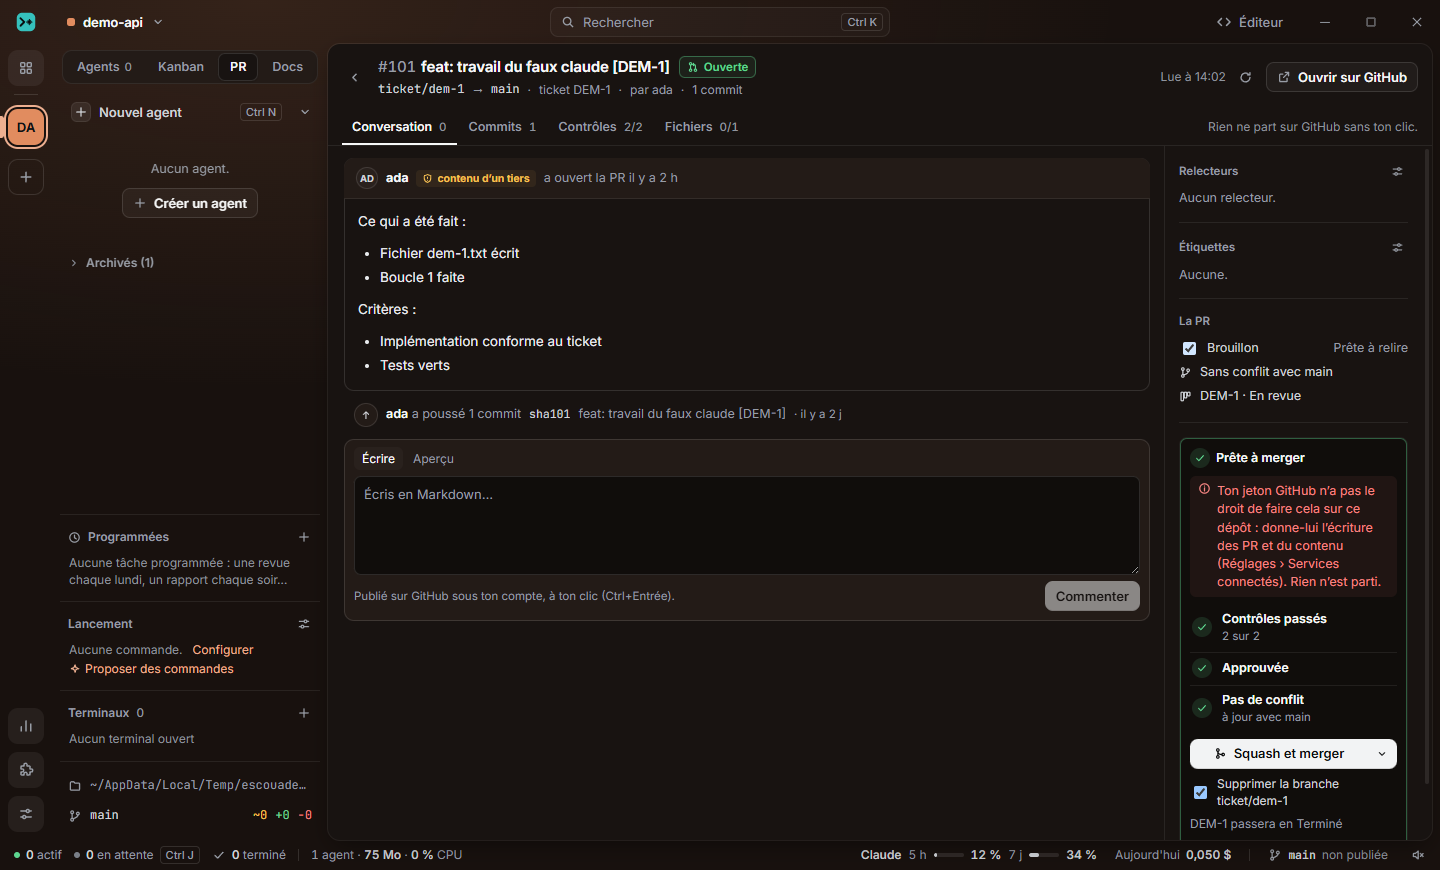 demo-api
Rechercher
Ctrl K
Éditeur
Agents 0
Kanban
PR
Docs
#101 feat: travail du faux claude [DEM-1]
Ouverte
ticket/dem-1 → main · ticket DEM-1 · par ada · 1 commit
Lue à 14:02
Ouvrir sur GitHub
DA
Nouvel agent
Ctrl N
Aucun agent.
Créer un agent
Archivés (1)
Conversation 0
Commits 1
Contrôles 2/2
Fichiers 0/1
Rien ne part sur GitHub sans ton clic.
AD
ada
contenu d'un tiers
a ouvert la PR il y a 2 h
Ce qui a été fait :
• Fichier dem-1.txt écrit
• Boucle 1 faite
Critères :
• Implémentation conforme au ticket
• Tests verts
ada a poussé 1 commit sha101 feat: travail du faux claude [DEM-1] · il y a 2 j
Écrire
Aperçu
Écris en Markdown...
Publié sur GitHub sous ton compte, à ton clic (Ctrl+Entrée).
Commenter
Relecteurs
Aucun relecteur.
Étiquettes
Aucune.
La PR
Brouillon
Prête à relire
Sans conflit avec main
DEM-1 · En revue
Prête à merger
Ton jeton GitHub n'a pas le
droit de faire cela sur ce
dépôt : donne-lui l'écriture
des PR et du contenu
(Réglages › Services
connectés). Rien n'est parti.
Contrôles passés
2 sur 2
Approuvée
Pas de conflit
à jour avec main
Squash et merger
Supprimer la branche
ticket/dem-1
DEM-1 passera en Terminé
Programmées
Aucune tâche programmée : une revue
chaque lundi, un rapport chaque soir...
Lancement
Aucune commande. Configurer
Proposer des commandes
Terminaux 0
Aucun terminal ouvert
~/AppData/Local/Temp/escouade...
main
~0 +0 -0
0 actif
0 en attente
Ctrl J
0 terminé
1 agent · 75 Mo · 0 % CPU
Claude 5 h 12 % 7 j 34 %
Aujourd'hui 0,050 $
main non publiée